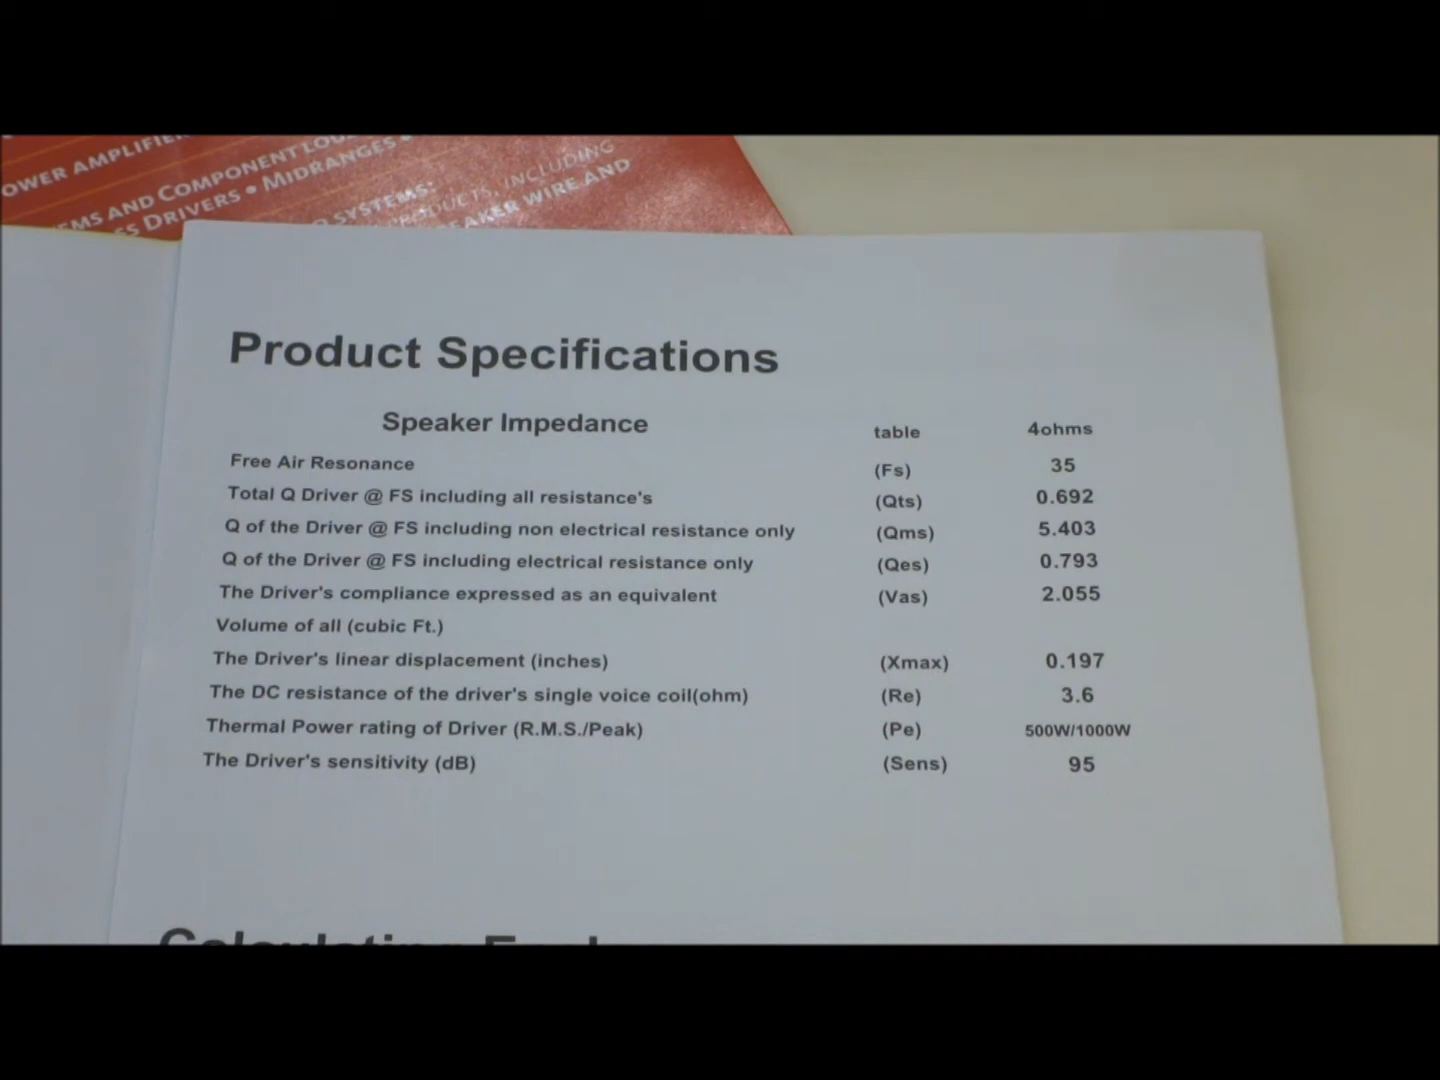 OWER AMPLIFIER
EMS AND COMPONENT LOU
SS DRIVERS • MIDRANGES •
SYSTEMS:
PRODUCTS, INCLUDING
SPEAKER WIRE AND
Product Specifications
Speaker Impedance table 4ohms
Free Air Resonance (Fs) 35
Total Q Driver @ FS including all resistance's (Qts) 0.692
Q of the Driver @ FS including non electrical resistance only (Qms) 5.403
Q of the Driver @ FS including electrical resistance only (Qes) 0.793
The Driver's compliance expressed as an equivalent (Vas) 2.055
Volume of all (cubic Ft.)
The Driver's linear displacement (inches) (Xmax) 0.197
The DC resistance of the driver's single voice coil(ohm) (Re) 3.6
Thermal Power rating of Driver (R.M.S./Peak) (Pe) 500W/1000W
The Driver's sensitivity (dB) (Sens) 95